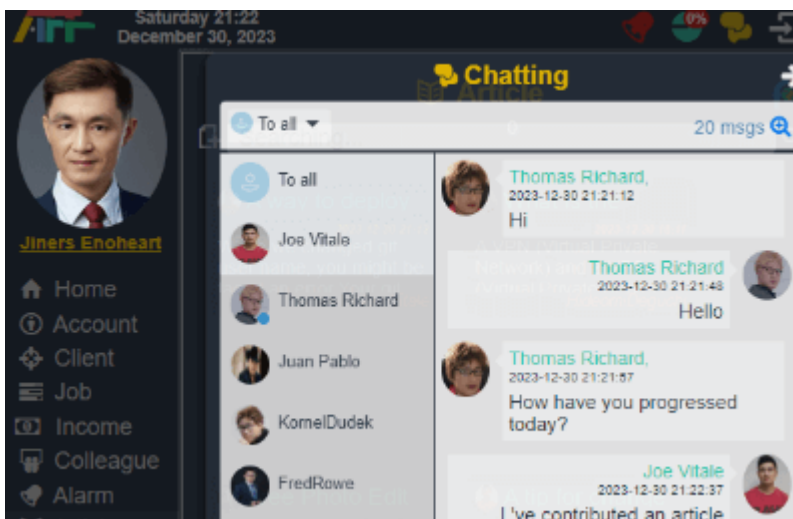 Saturday 21:22
December 30, 2023
0%
Chatting
Article
To all
20 msgs
To all
Joe Vitale
Thomas Richard
Juan Pablo
KornelDudek
FredRowe
Thomas Richard,
2023-12-30 21:21:12
Hi
Thomas Richard
2023-12-30 21:21:48
Hello
Thomas Richard,
2023-12-30 21:21:57
How have you progressed
today?
Joe Vitale
2023-12-30 21:22:37
I 've contributed an article
Jiners Enoheart
Home
Account
Client
Job
Income
Colleague
Alarm